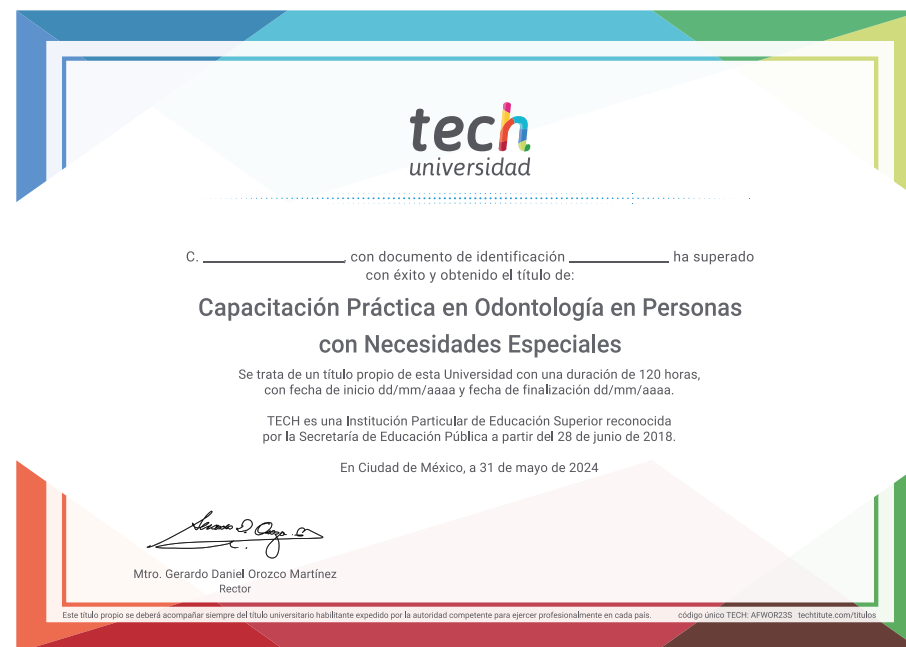 tech
universidad
C. ____________________, con documento de identificación ______________ ha superado
con éxito y obtenido el título de:
Capacitación Práctica en Odontología en Personas
con Necesidades Especiales
Se trata de un título propio de esta Universidad con una duración de 120 horas,
con fecha de inicio dd/mm/aaaa y fecha de finalización dd/mm/aaaa.
TECH es una Institución Particular de Educación Superior reconocida
por la Secretaría de Educación Pública a partir del 28 de junio de 2018.
En Ciudad de México, a 31 de mayo de 2024
Mtro. Gerardo Daniel Orozco Martínez
Rector
Este título propio se deberá acompañar siempre del título universitario habilitante expedido por la autoridad competente para ejercer profesionalmente en cada país. código único TECH: AFWOR23S techtitute.com/titulos